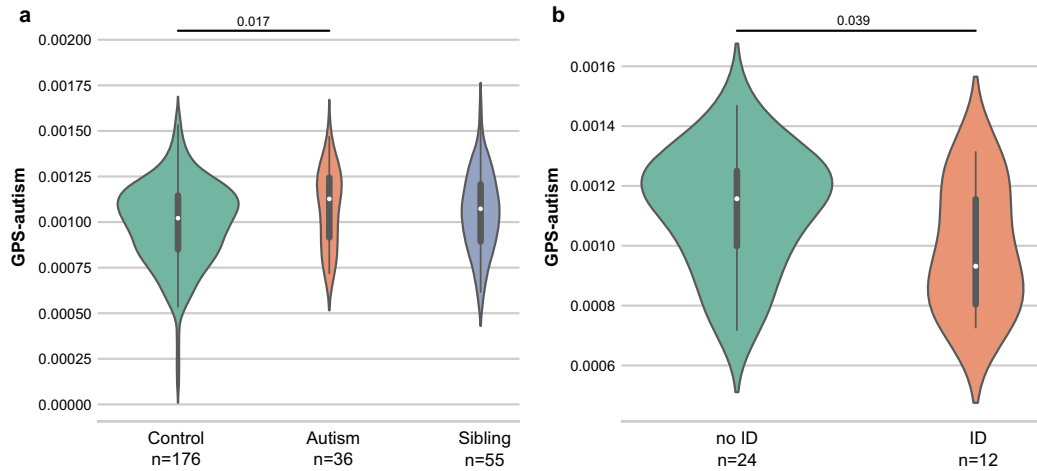 a
0.017
0.00200
0.00175
0.00150
0.00125
0.00100
0.00075
0.00050
0.00025
0.00000
GPS-autism
Control
n=176
Autism
n=36
Sibling
n=55
b
0.039
0.0016
0.0014
0.0012
0.0010
0.0008
0.0006
GPS-autism
no ID
n=24
ID
n=12